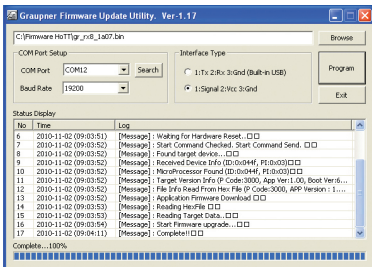 Graupner Firmware Update Utility. Ver-1.17
C:\Firmware HoTT\gr_rx8_1a07.bin
Browse
COM Port Setup
Interface Type
COM Port
COM12
Search
1:Tx 2:Rx 3:Gnd (Built-in USB)
Program
Baud Rate
19200
1:Signal 2:Vcc 3:Gnd
Exit
Status Display
No Time Log
6 2010-11-02 (09:03:51) [Message] : Waiting for Hardware Reset..
7 2010-11-02 (09:03:52) [Message] : Start Command Checked. Start Command Send.
8 2010-11-02 (09:03:52) [Message] : Found target device...
9 2010-11-02 (09:03:52) [Message] : Received Device Info (ID:0x044f, PI:0x03)
10 2010-11-02 (09:03:52) [Message] : MicroProcessor Found (ID:0x044f, PI:0x03)
11 2010-11-02 (09:03:52) [Message] : Target Version Info (P Code:3000, App Ver:1.00, Boot Ver:6...
12 2010-11-02 (09:03:52) [Message] : File Info Read From Hex File (P Code:3000, APP Version : 1....
13 2010-11-02 (09:03:52) [Message] : Application Firmware Download
14 2010-11-02 (09:03:52) [Message] : Reading HexFile
15 2010-11-02 (09:03:53) [Message] : Reading Target Data..
16 2010-11-02 (09:03:54) [Message] : Start Firmware upgrade...
17 2010-11-02 (09:04:11) [Message] : Complete!!
Complete...100%